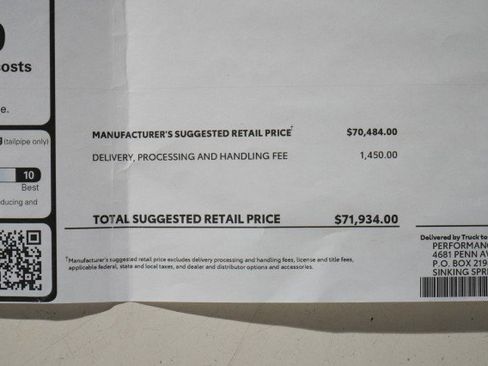 osts
e.
(tailpipe only)
10
Best
ducing and
MANUFACTURER'S SUGGESTED RETAIL PRICE† $70,484.00
DELIVERY, PROCESSING AND HANDLING FEE 1,450.00
TOTAL SUGGESTED RETAIL PRICE $71,934.00
†Manufacturer's suggested retail price excludes delivery processing and handling fees, license and title fees,
applicable federal, state and local taxes, and dealer and distributor options and accessories.
Delivered by Truck to
PERFORMANC
4681 PENN AV
P.O. BOX 219
SINKING SPRI